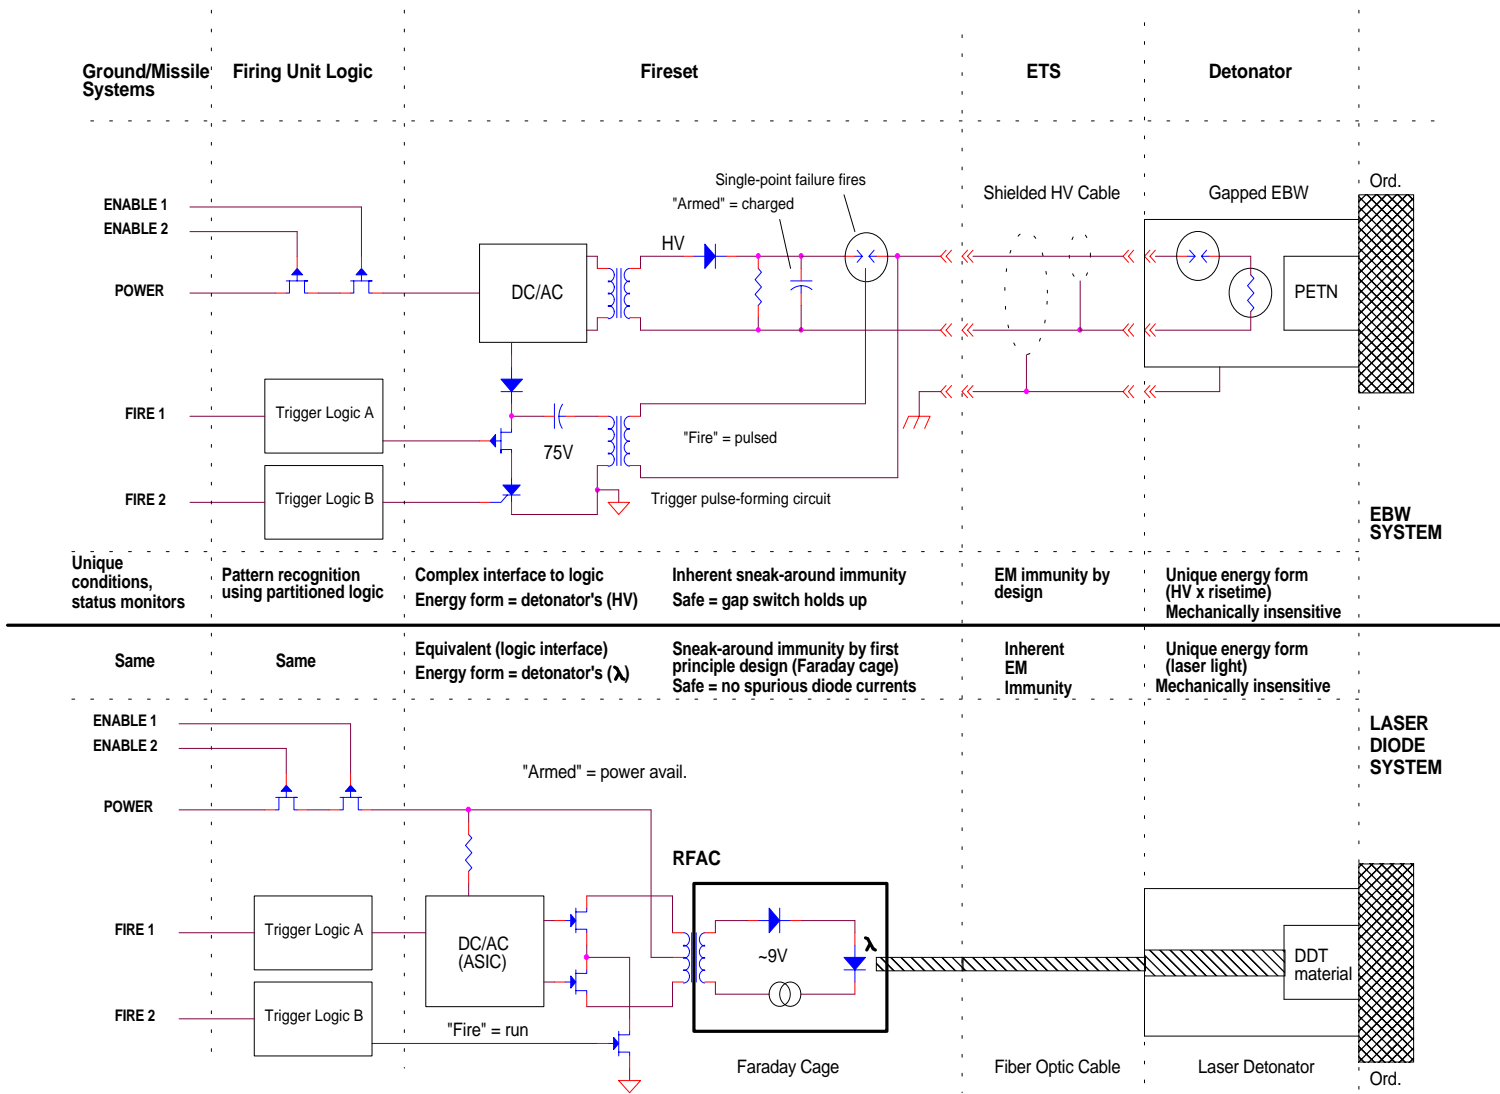 Ground/Missile Systems
Firing Unit Logic
Fireset
ETS
Detonator
Single-point failure fires
"Armed" = charged
Shielded HV Cable
Gapped EBW
Ord.
ENABLE 1
ENABLE 2
HV
POWER
DC/AC
PETN
FIRE 1
Trigger Logic A
75V
"Fire" = pulsed
FIRE 2
Trigger Logic B
Trigger pulse-forming circuit
EBW
SYSTEM
Unique
conditions,
status monitors
Pattern recognition
using partitioned logic
Complex interface to logic
Energy form = detonator's (HV)
Inherent sneak-around immunity
Safe = gap switch holds up
EM immunity by
design
Unique energy form
(HV x risetime)
Mechanically insensitive
Same
Same
Equivalent (logic interface)
Energy form = detonator's (λ)
Sneak-around immunity by first
principle design (Faraday cage)
Safe = no spurious diode currents
Inherent
EM
Immunity
Unique energy form
(laser light)
Mechanically insensitive
ENABLE 1
ENABLE 2
LASER
DIODE
SYSTEM
"Armed" = power avail.
POWER
RFAC
FIRE 1
Trigger Logic A
DC/AC
(ASIC)
~9V
λ
DDT
material
FIRE 2
Trigger Logic B
"Fire" = run
Faraday Cage
Fiber Optic Cable
Laser Detonator
Ord.